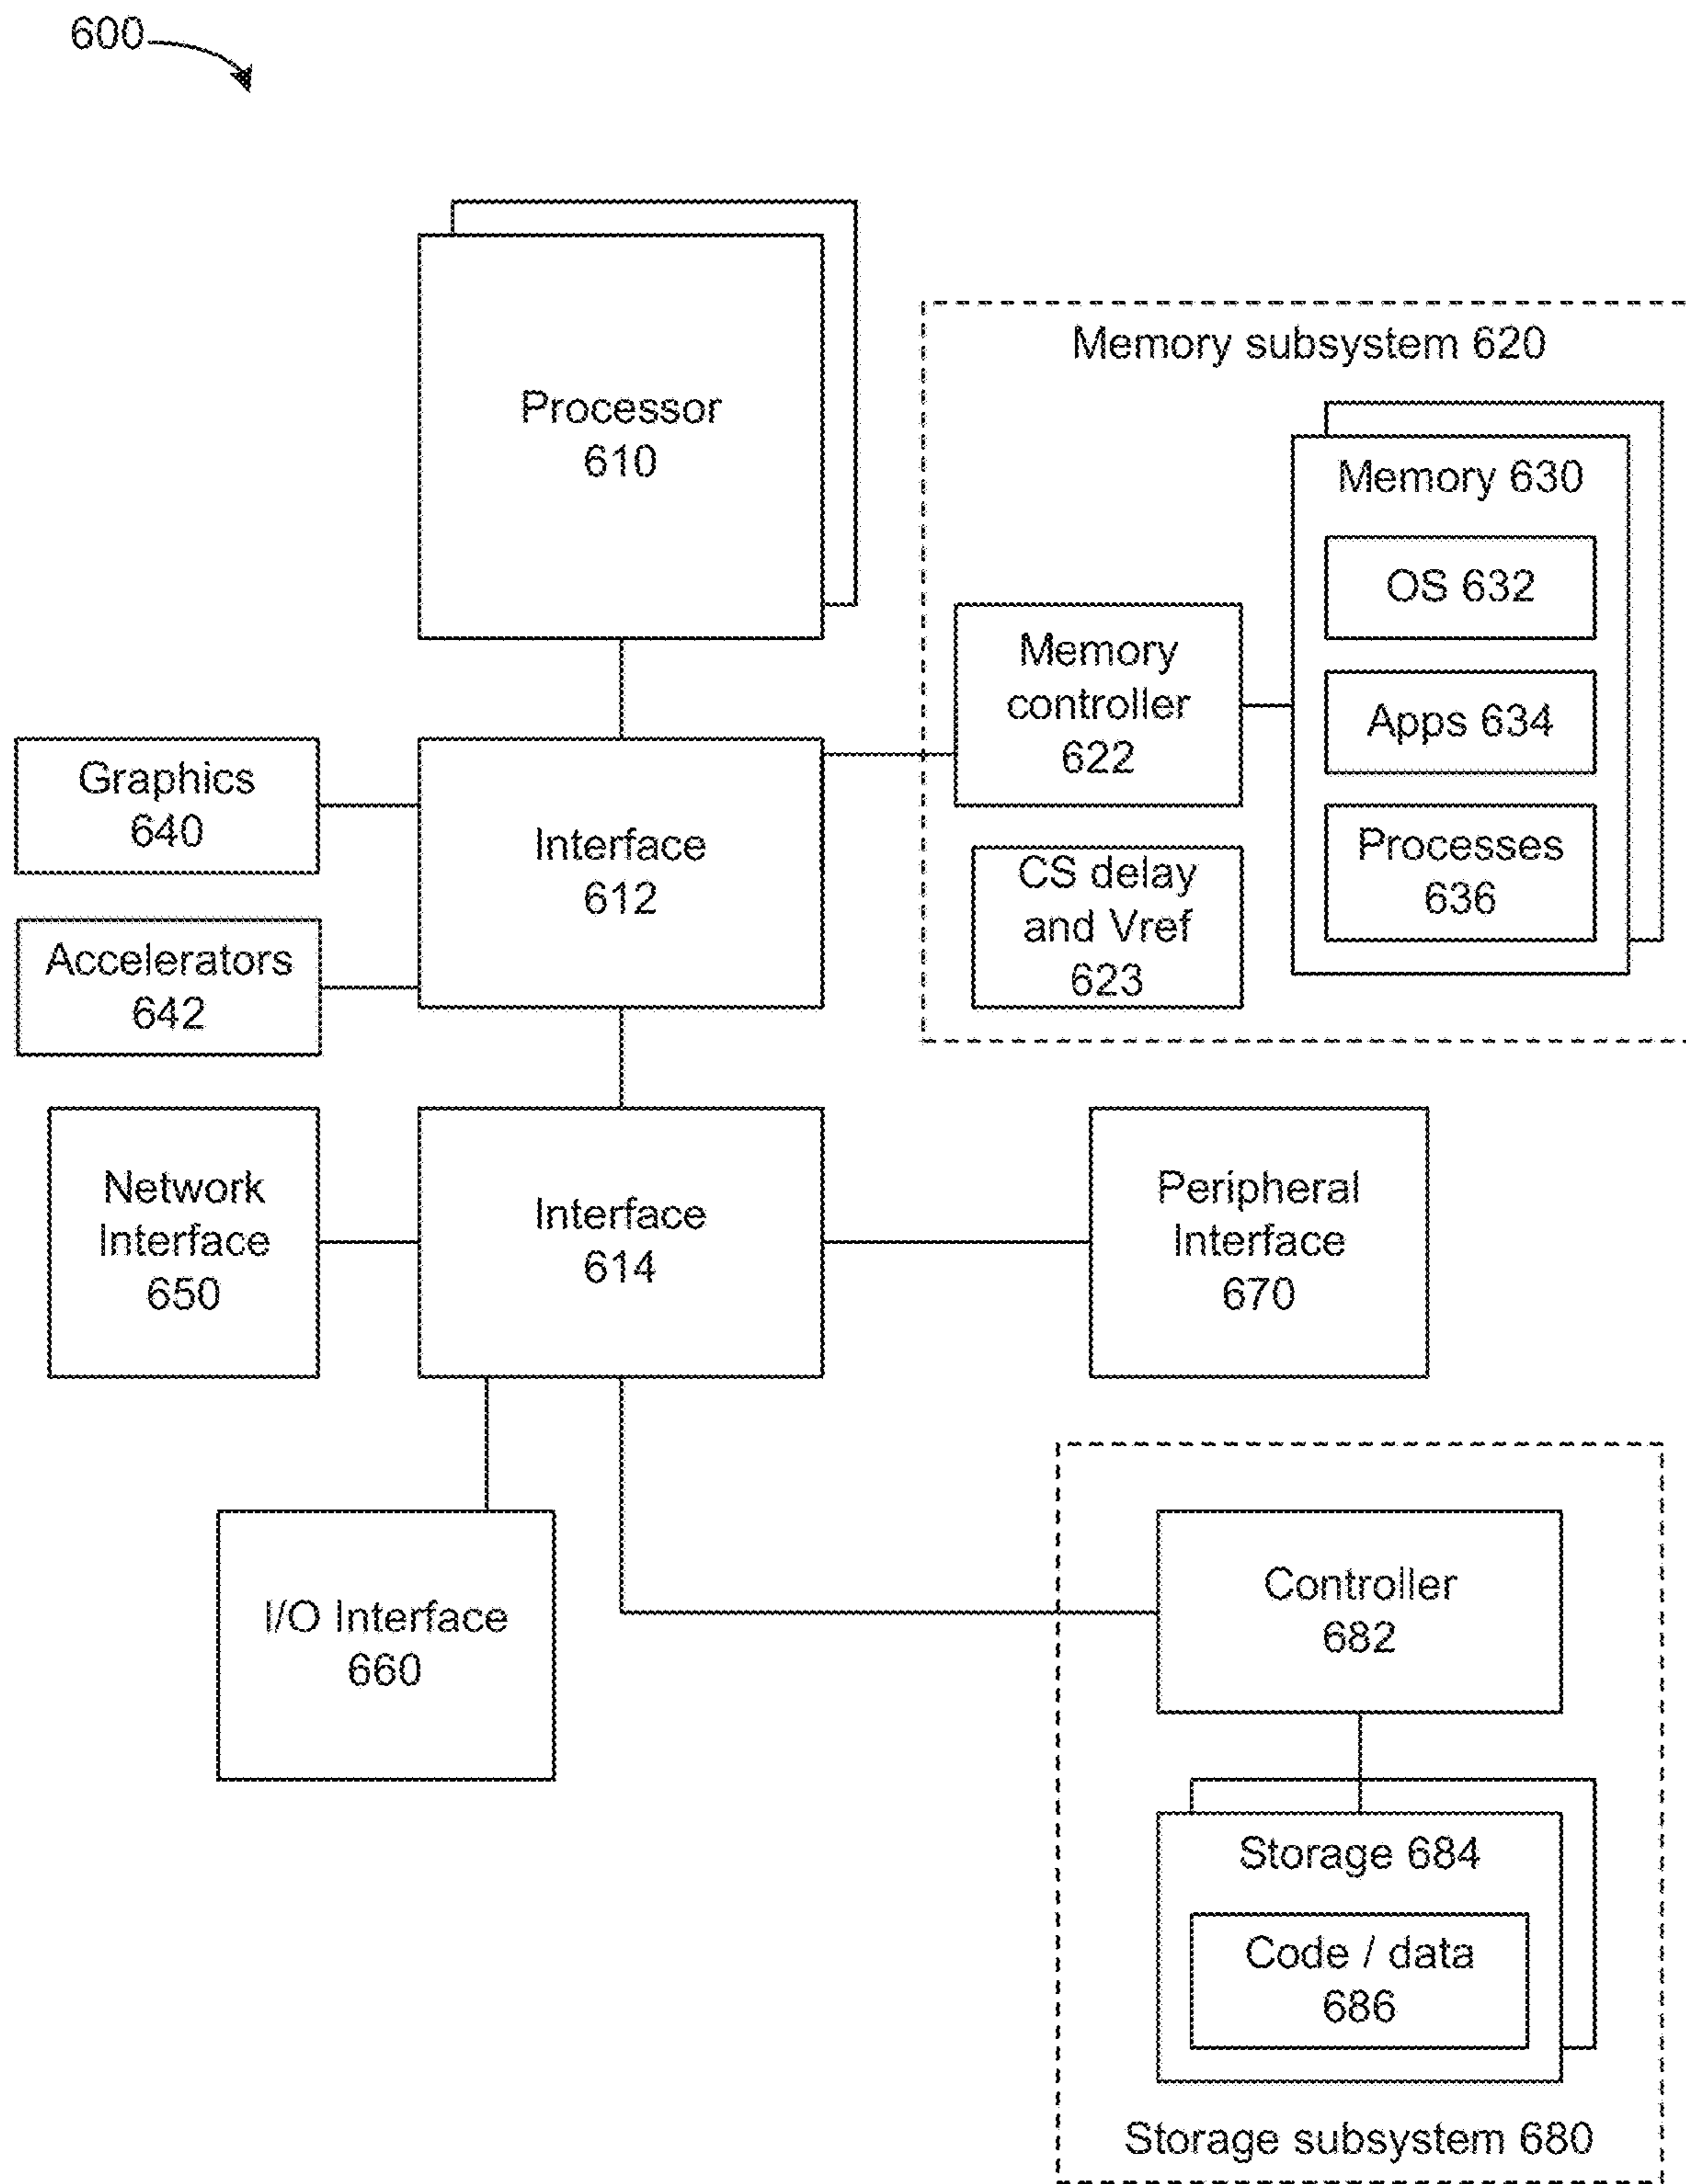 600
Processor
610
Memory subsystem 620
Memory 630
OS 632
Apps 634
Processes
636
Memory
controller
622
CS delay
and Vref
623
Graphics
640
Interface
612
Accelerators
642
Network
Interface
650
Interface
614
Peripheral
Interface
670
I/O Interface
660
Controller
682
Storage 684
Code / data
686
Storage subsystem 680